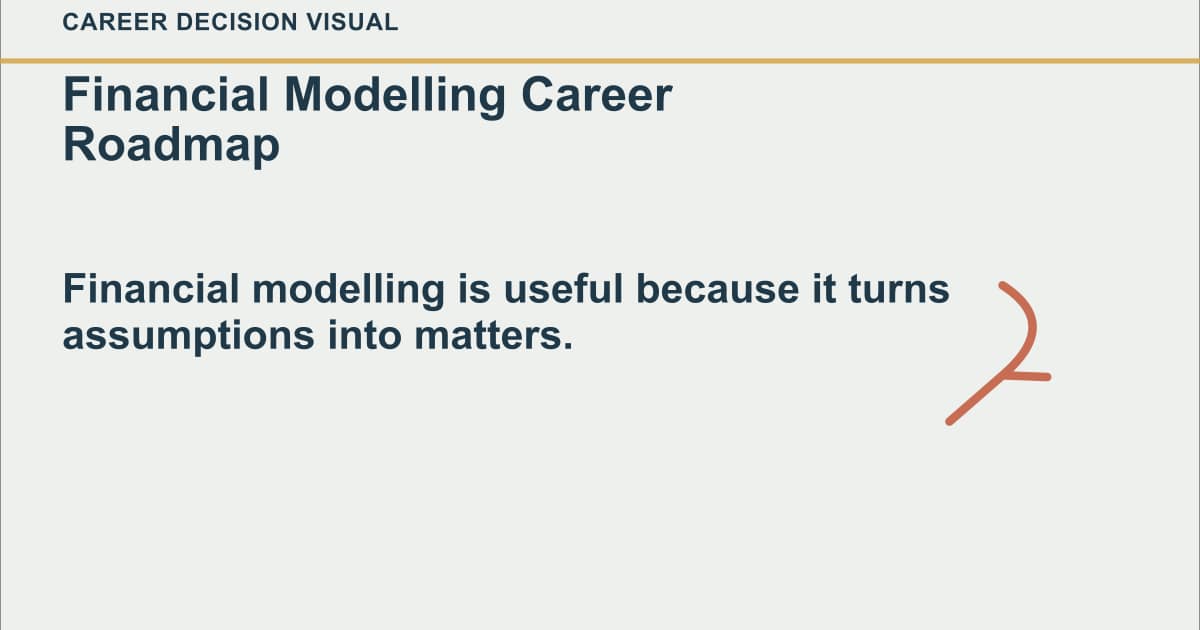 CAREER DECISION VISUAL
Financial Modelling Career
Roadmap
Financial modelling is useful because it turns
assumptions into matters.